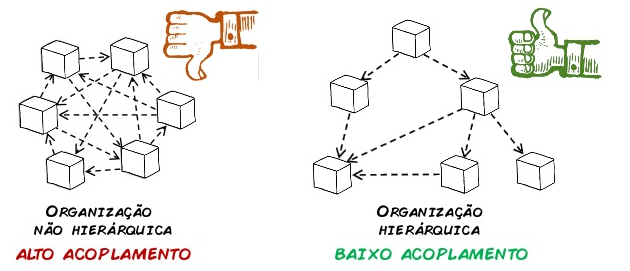 ORGANIZAÇÃO
NÃO HIERÁRQUICA
ALTO ACOPLAMENTO
ORGANIZAÇÃO
HIERÁRQUICA
BAIXO ACOPLAMENTO